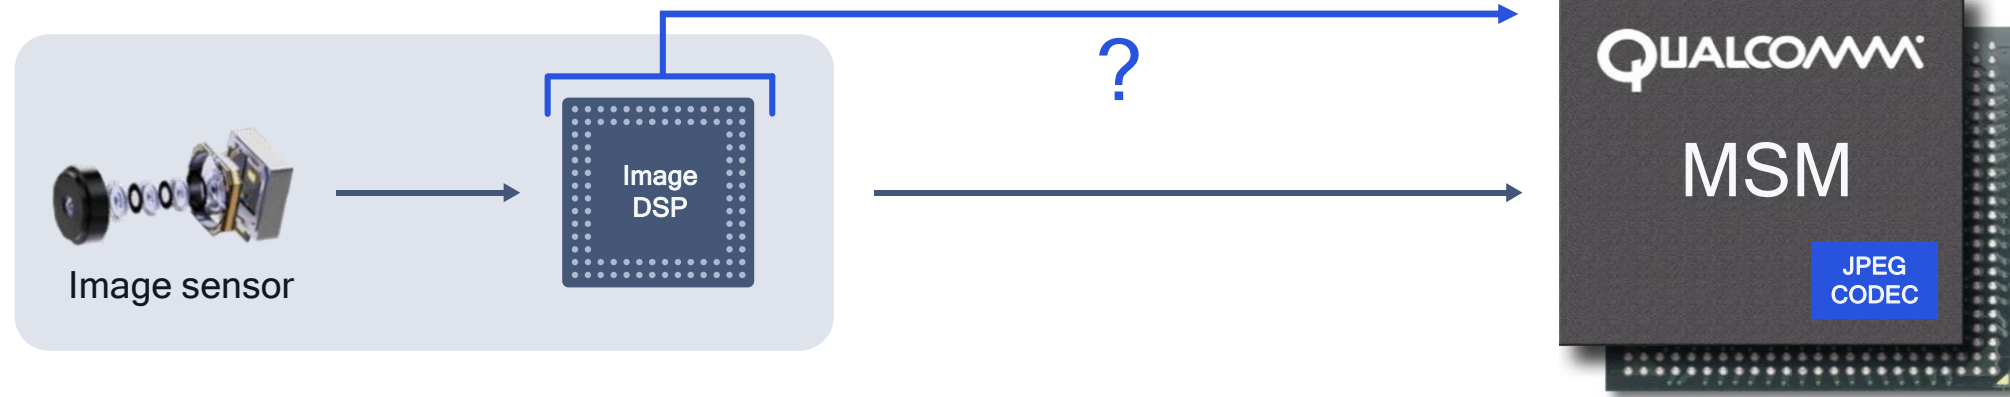 ?
QUALCOMM
MSM
Image
DSP
JPEG
CODEC
Image sensor